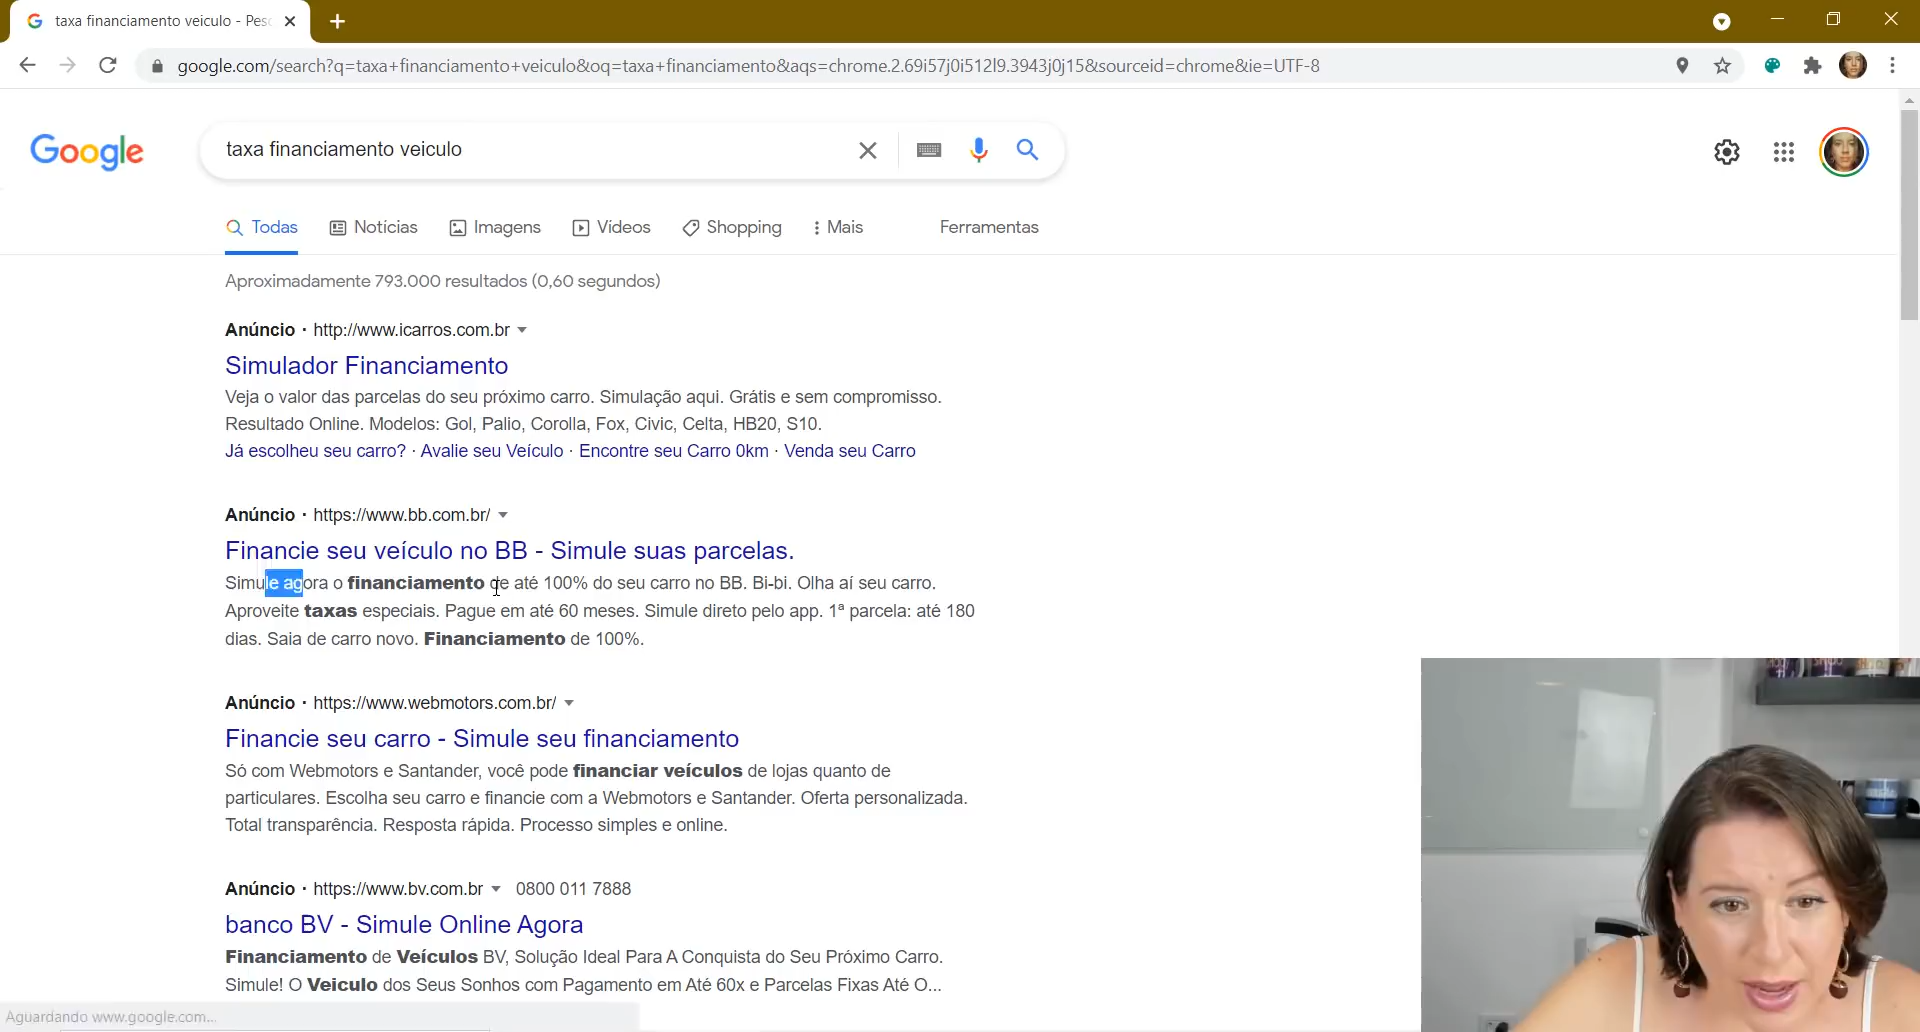 taxa financiamento veiculo - Pesc
google.com/search?q=taxa+financiamento+veiculo&oq=taxa+financiamento&aqs=chrome.2.69i57j0i512l9.3943j0j15&sourceid=chrome&ie=UTF-8
Google
taxa financiamento veiculo
Todas Notícias Imagens Vídeos Shopping Mais Ferramentas
Aproximadamente 793.000 resultados (0,60 segundos)
Anúncio · http://www.icarros.com.br
Simulador Financiamento
Veja o valor das parcelas do seu próximo carro. Simulação aqui. Grátis e sem compromisso.
Resultado Online. Modelos: Gol, Palio, Corolla, Fox, Civic, Celta, HB20, S10.
Já escolheu seu carro? · Avalie seu Veículo · Encontre seu Carro 0km · Venda seu Carro
Anúncio · https://www.bb.com.br/
Financie seu veículo no BB - Simule suas parcelas.
Simule agora o financiamento de até 100% do seu carro no BB. Bi-bi. Olha aí seu carro.
Aproveite taxas especiais. Pague em até 60 meses. Simule direto pelo app. 1ª parcela: até 180
dias. Saia de carro novo. Financiamento de 100%.
Anúncio · https://www.webmotors.com.br/
Financie seu carro - Simule seu financiamento
Só com Webmotors e Santander, você pode financiar veículos de lojas quanto de
particulares. Escolha seu carro e financie com a Webmotors e Santander. Oferta personalizada.
Total transparência. Resposta rápida. Processo simples e online.
Anúncio · https://www.bv.com.br 0800 011 7888
banco BV - Simule Online Agora
Financiamento de Veículos BV, Solução Ideal Para A Conquista do Seu Próximo Carro.
Simule! O Veiculo dos Seus Sonhos com Pagamento em Até 60x e Parcelas Fixas Até O...
Aguardando www.google.com...